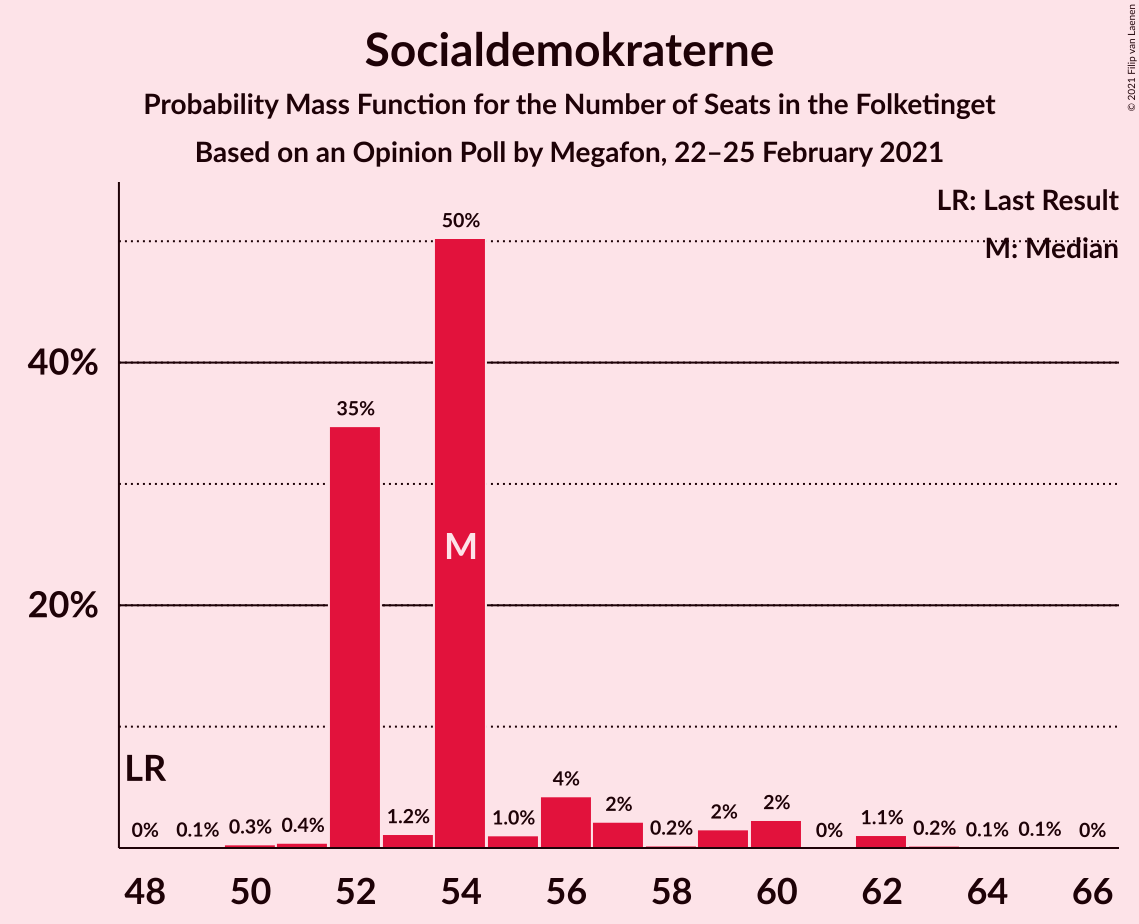 Socialdemokraterne
Probability Mass Function for the Number of Seats in the Folketinget
Based on an Opinion Poll by Megafon, 22–25 February 2021
© 2021 Filip van Laenen
LR: Last Result
M: Median
50%
40%
35%
M
20%
LR
0%
0.1%
0.3%
0.4%
1.2%
1.0%
4%
2%
0.2%
2%
2%
0%
1.1%
0.2%
0.1%
0.1%
0%
48 50 52 54 56 58 60 62 64 66